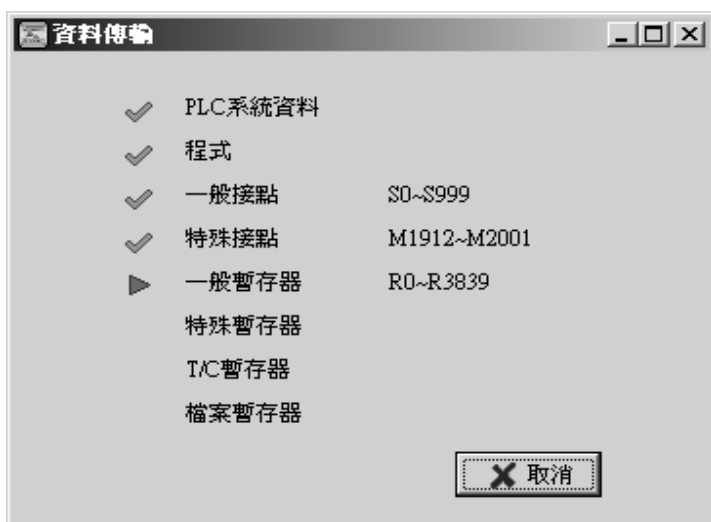 資料傳輸
PLC系統資料
程式
一般接點 S0~S999
特殊接點 M1912~M2001
一般暫存器 R0~R3839
特殊暫存器
T/C暫存器
檔案暫存器
取消